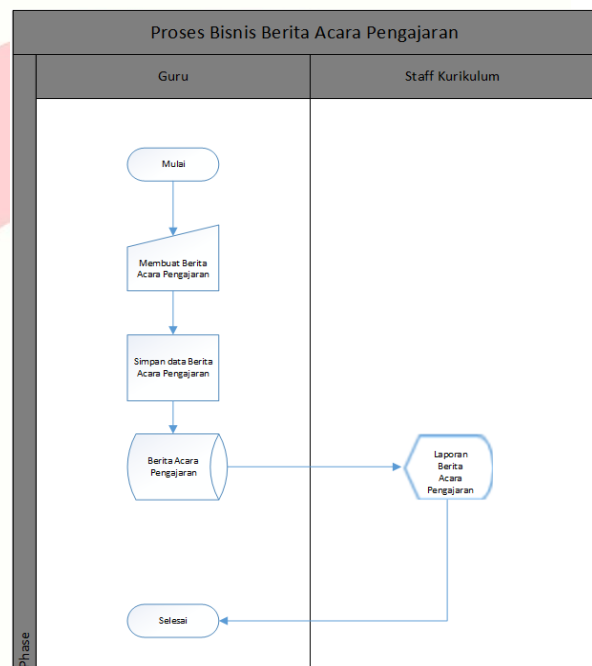 Proses Bisnis Berita Acara Pengajaran
Guru
Staff Kurikulum
Mulai
Membuat Berita
Acara Pengajaran
Simpan data Berita
Acara Pengajaran
Berita Acara
Pengajaran
Laporan
Berita
Acara
Pengajaran
Selesai
Phase